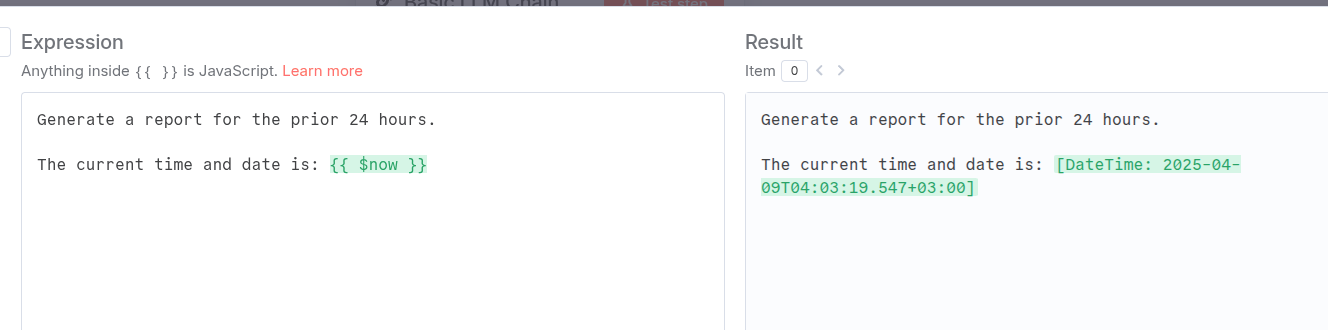 Basic LLM Chain
Test step
Expression
Anything inside {{ }} is JavaScript. Learn more
Generate a report for the prior 24 hours.
The current time and date is: {{ $now }}
Result
Item 0
Generate a report for the prior 24 hours.
The current time and date is: [DateTime: 2025-04-
09T04:03:19.547+03:00]